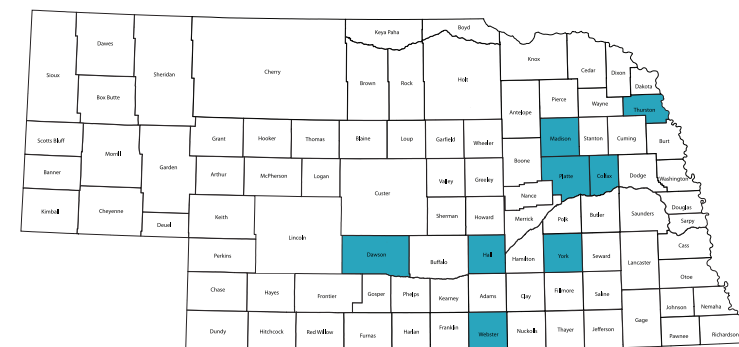 Boyd
Keya Paha
Dawes
Sioux
Sheridan
Cherry
Knox
Cedar
Dixon
Brown
Rock
Holt
Dakota
Box Butte
Pierce
Wayne
Antelope
Thurston
Scotts Bluff
Grant
Hooker
Thomas
Blaine
Loup
Garfield
Wheeler
Madison
Stanton
Cuming
Burt
Morrill
Garden
Boone
Banner
Arthur
McPherson
Logan
Custer
Valley
Greeley
Platte
Colfax
Dodge
Washington
Nance
Kimball
Cheyenne
Keith
Sherman
Howard
Merrick
Polk
Butler
Saunders
Douglas
Sarpy
Deuel
Lincoln
Perkins
Dawson
Buffalo
Hall
Hamilton
York
Seward
Lancaster
Cass
Otoe
Chase
Hayes
Frontier
Gosper
Phelps
Kearney
Adams
Clay
Fillmore
Saline
Johnson
Nemaha
Gage
Dundy
Hitchcock
Red Willow
Furnas
Harlan
Franklin
Webster
Nuckolls
Thayer
Jefferson
Pawnee
Richardson